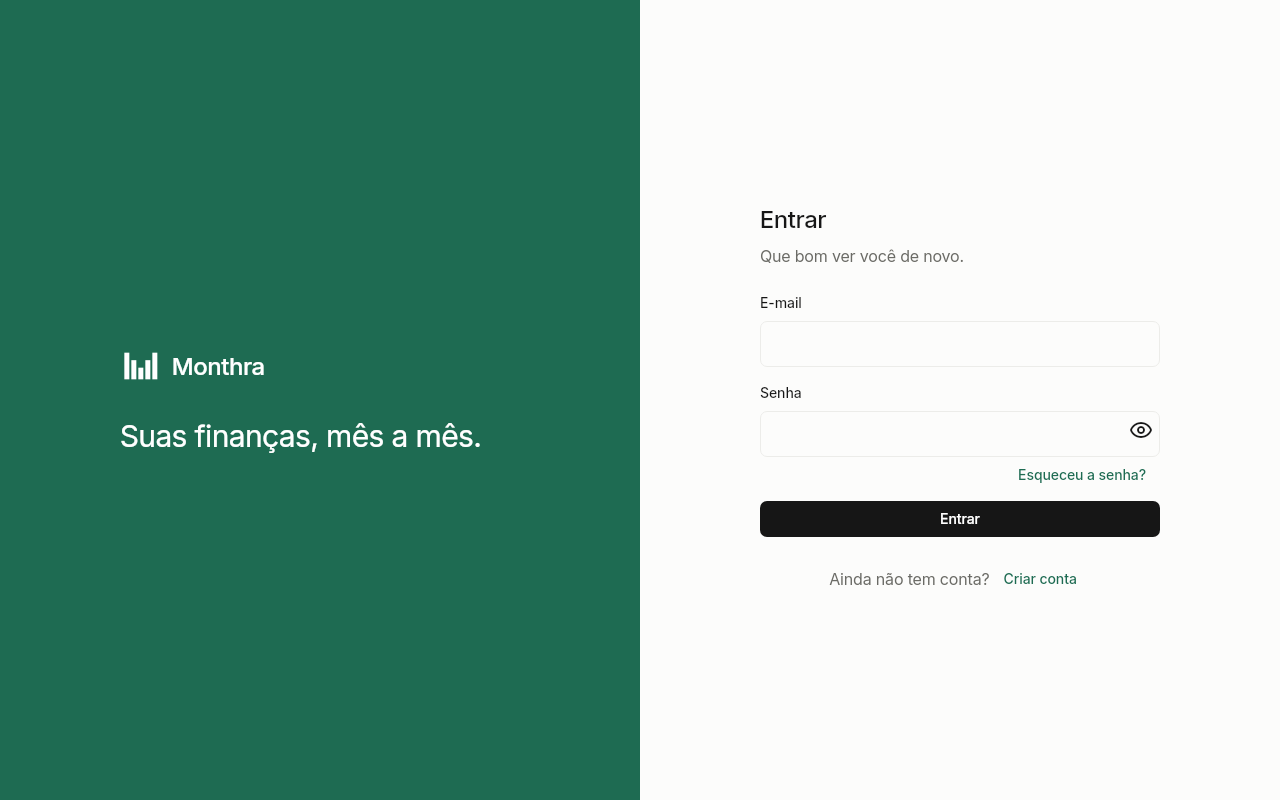 Monthra
Suas finanças, mês a mês.
Entrar
Que bom ver você de novo.
E-mail
Senha
Esqueceu a senha?
Entrar
Ainda não tem conta? Criar conta